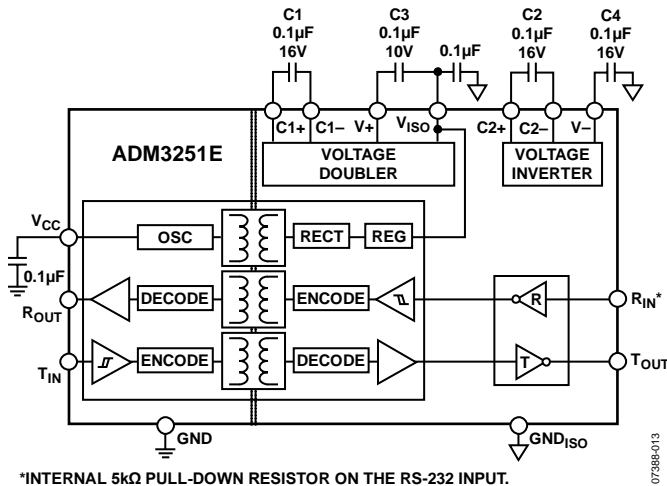 C1
0.1µF
16V
C3
0.1µF
10V
0.1µF
C2
0.1µF
16V
C4
0.1µF
16V
C1+
C1–
V+
VISO
C2+
C2–
V–
ADM3251E
VOLTAGE
DOUBLER
VOLTAGE
INVERTER
VCC
0.1µF
OSC
RECT
REG
ROUT
DECODE
ENCODE
R
RIN*
TIN
ENCODE
DECODE
T
TOUT
GND
GNDISO
*INTERNAL 5kΩ PULL-DOWN RESISTOR ON THE RS-232 INPUT.
07388-013